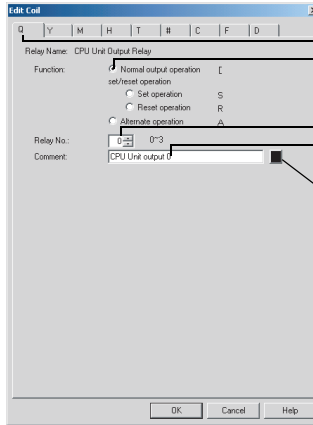 Edit Coil
Q Y M H T # C F D
Relay Name: CPU Unit Output Relay
Function: Normal output operation [
set/reset operation
Set operation S
Reset operation R
Alternate operation A
Relay No.: 0 0~3
Comment: CPU Unit output 0
OK Cancel Help